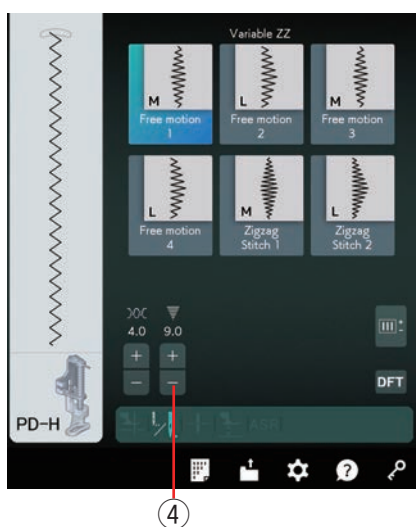 Variable ZZ
M L M
Free motion 1
Free motion 2
Free motion 3
L M L
Free motion 4
Zigzag Stitch 1
Zigzag Stitch 2
4.0 9.0
+ +
- -
DFT
PD-H
ASR
?
4